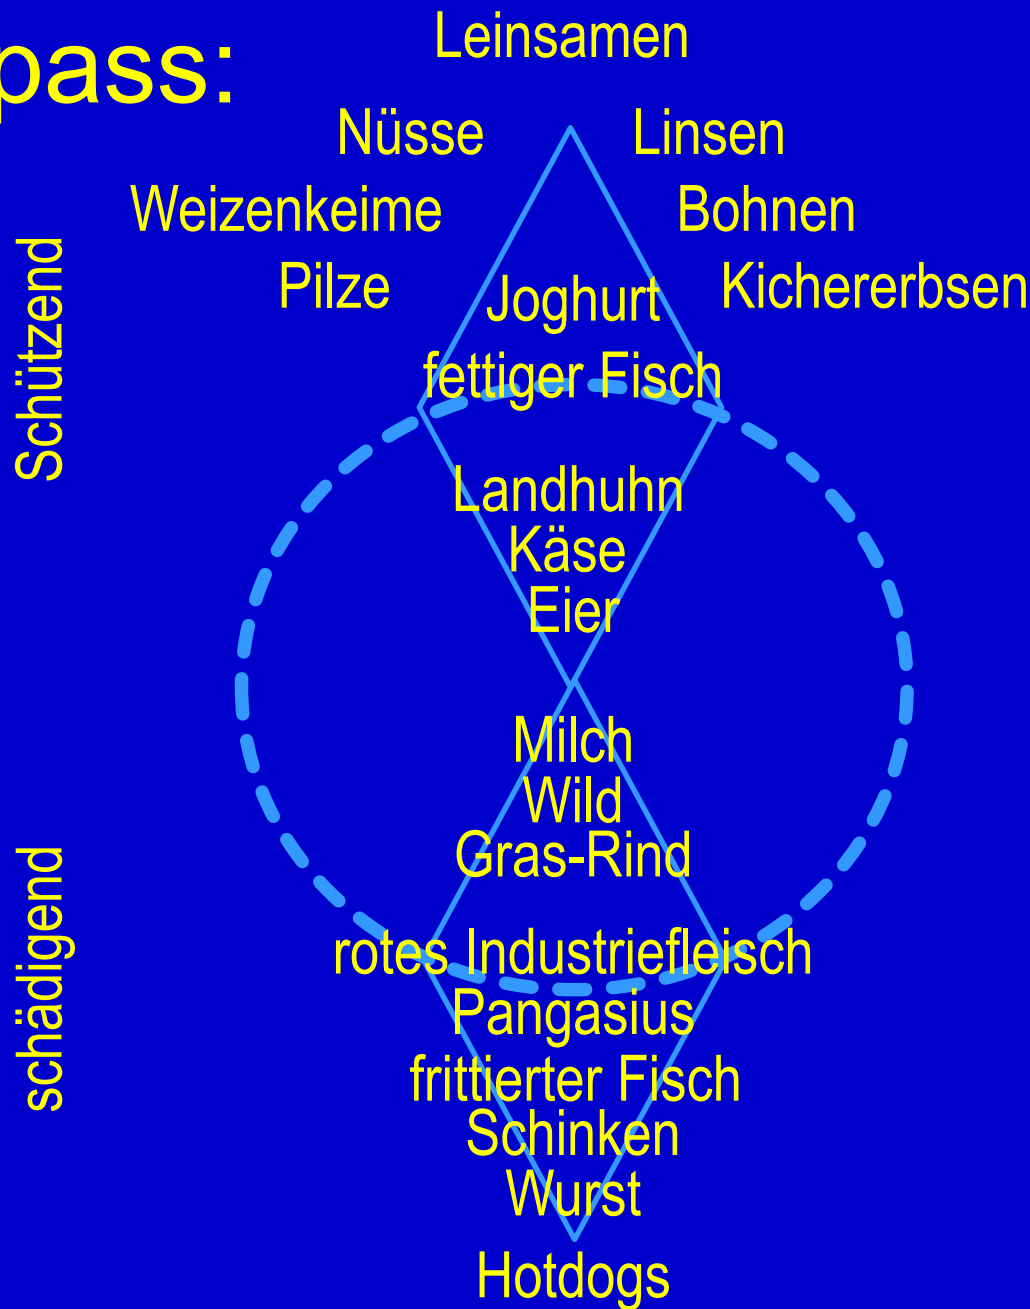 pass:
Leinsamen
Nüsse Linsen
Weizenkeime Bohnen
Pilze Joghurt Kichererbsen
fettiger Fisch
Schützend
Landhuhn
Käse
Eier
Milch
Wild
Gras-Rind
schädigend
rotes Industriefleisch
Pangasius
frittierter Fisch
Schinken
Wurst
Hotdogs